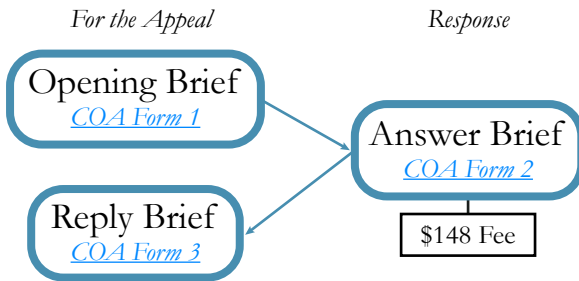 For the Appeal
Response
Opening Brief
COA Form 1
Answer Brief
COA Form 2
Reply Brief
COA Form 3
$148 Fee